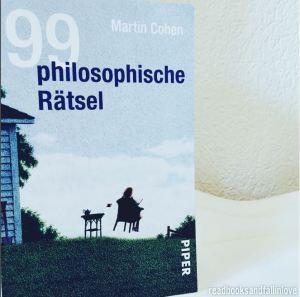 99
Martin Cohen
philosophische
Rätsel
PIPER
readbooksandfallinlove